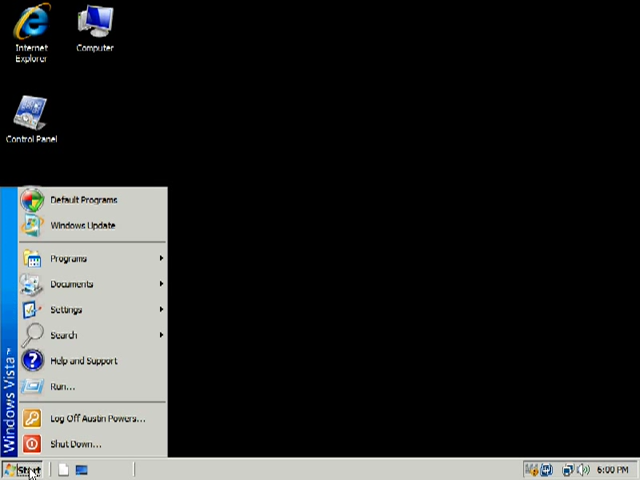 Internet
Explorer
Computer
Control Panel
Default Programs
Windows Update
Programs
Documents
Settings
Search
Help and Support
Run...
Log Off Austin Powers...
Shut Down...
Windows Vista™
Start
6:00 PM